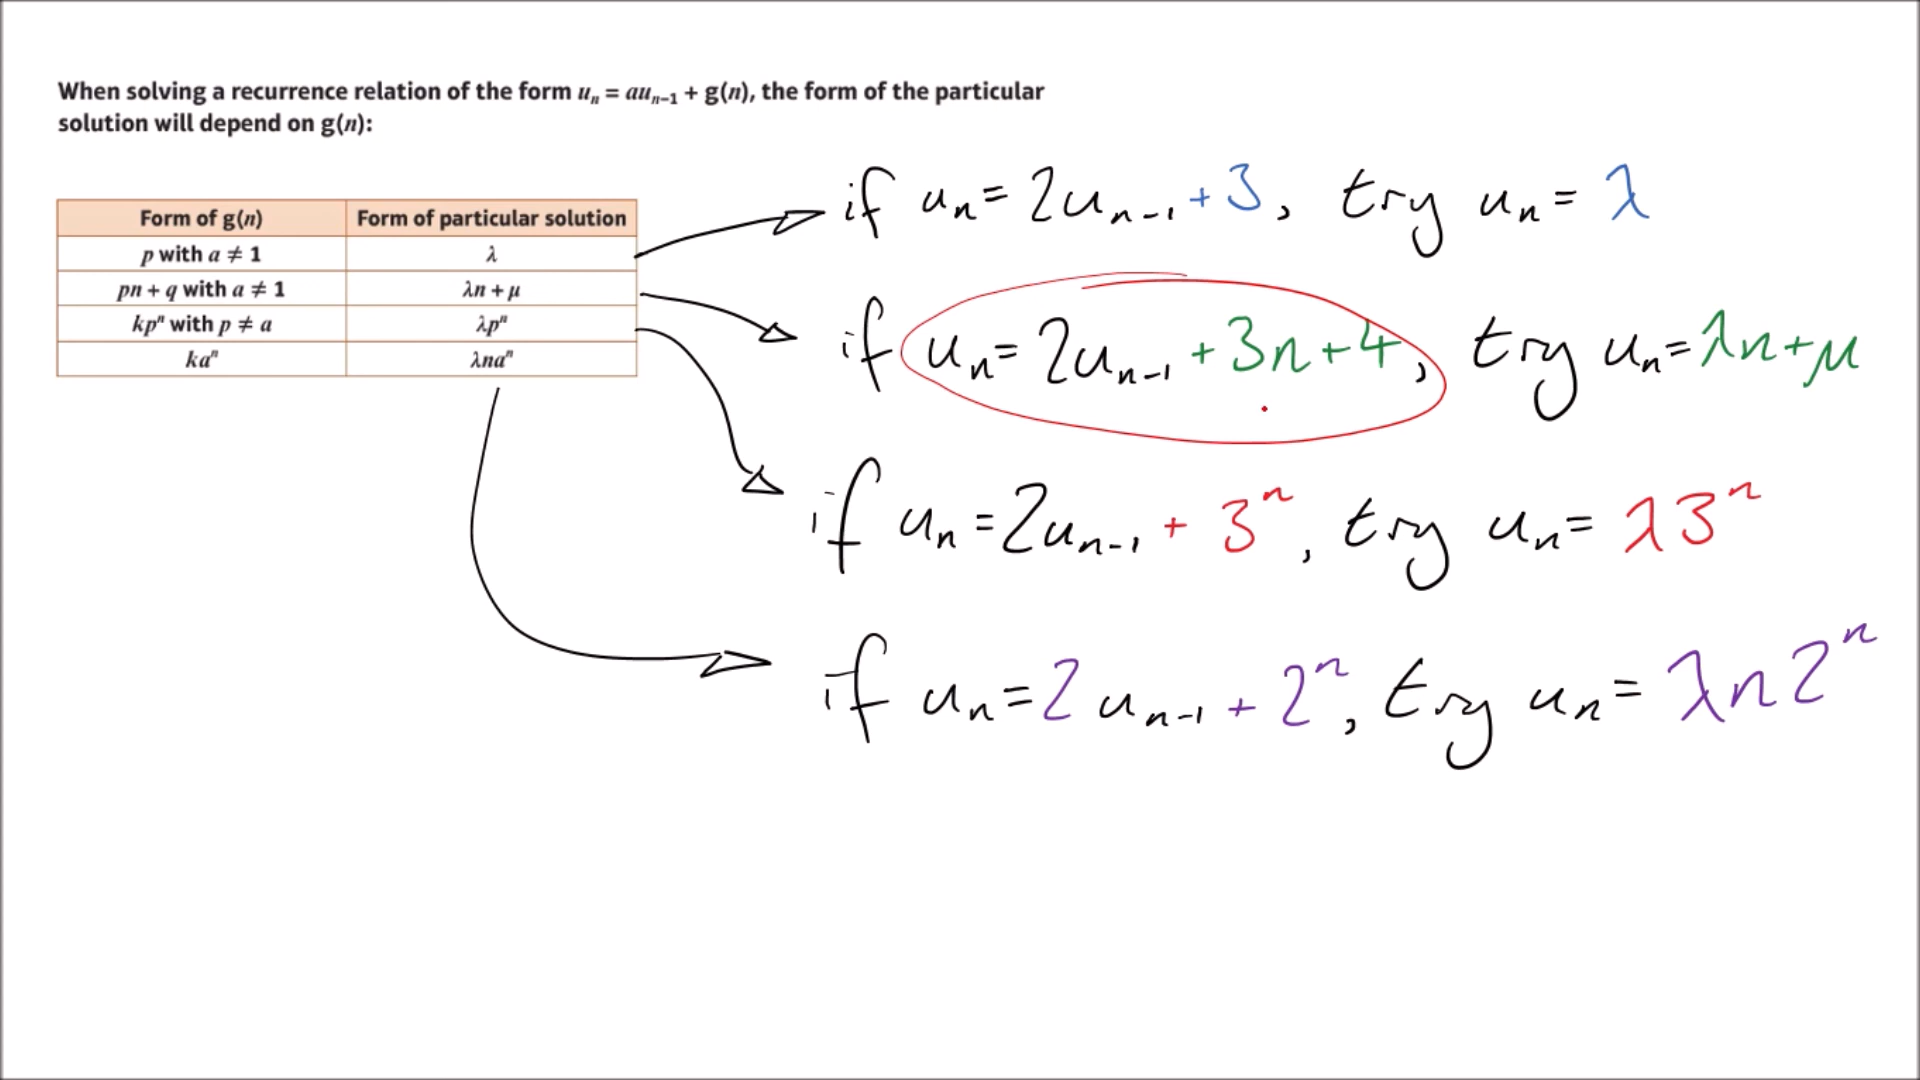 When solving a recurrence relation of the form uₙ = auₙ₋₁ + g(n), the form of the particular
solution will depend on g(n):
Form of g(n) Form of particular solution
p with a ≠ 1 λ
pn + q with a ≠ 1 λn + μ
kpⁿ with p ≠ a λpⁿ
kaⁿ λnaⁿ
if uₙ = 2uₙ₋₁ + 3, try uₙ = λ
if uₙ = 2uₙ₋₁ + 3n + 4, try uₙ = λn + μ
if uₙ = 2uₙ₋₁ + 3ⁿ, try uₙ = λ3ⁿ
if uₙ = 2uₙ₋₁ + 2ⁿ, try uₙ = λn2ⁿ